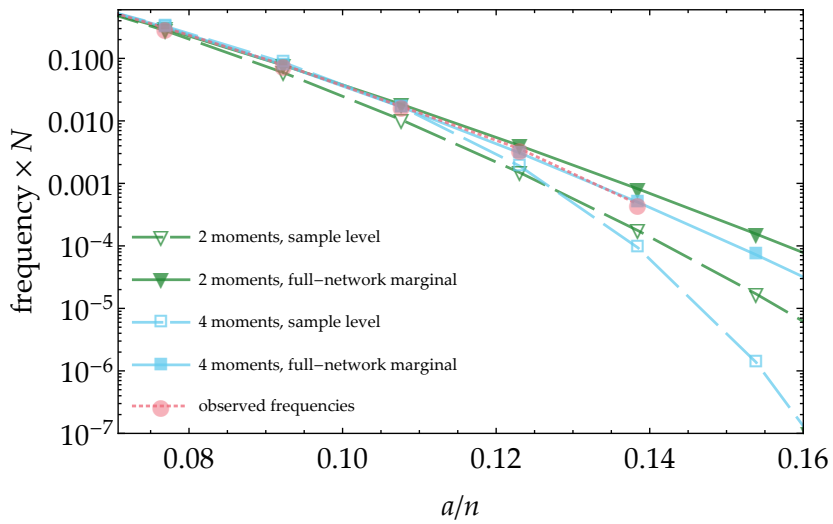 0.100
0.010
0.001
10−4
10−5
10−6
10−7
frequency × N
2 moments, sample level
2 moments, full−network marginal
4 moments, sample level
4 moments, full−network marginal
observed frequencies
0.08 0.10 0.12 0.14 0.16
a/n